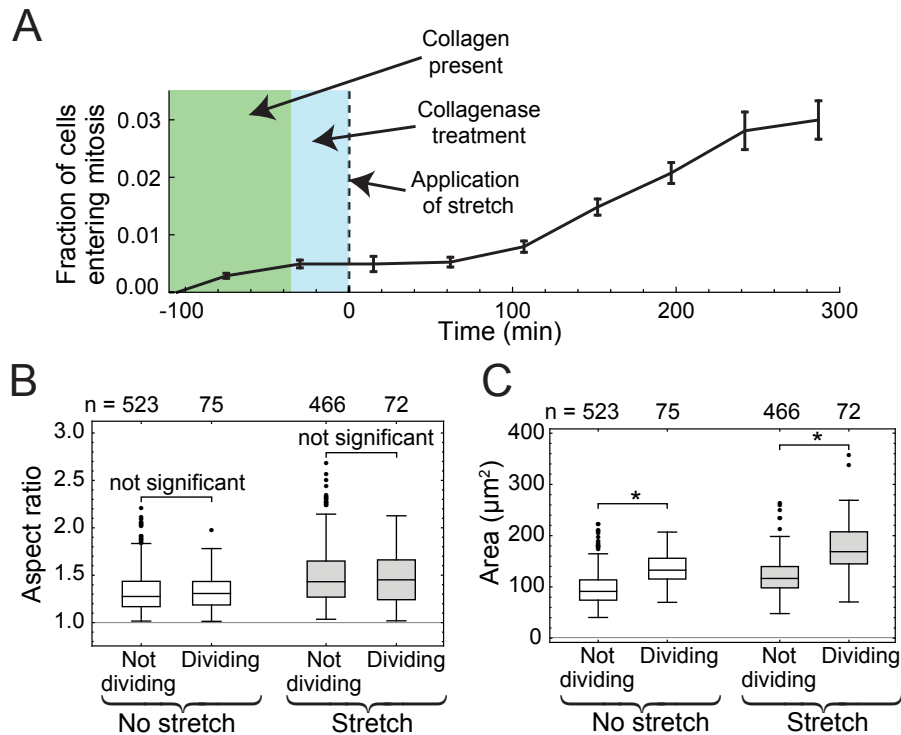 A
Collagen
present
Collagenase
treatment
Application
of stretch
Fraction of cells
entering mitosis
0.03
0.02
0.01
0.00
-100 0 100 200 300
Time (min)
B
n = 523 75 466 72
3.0
2.5
2.0
1.5
1.0
Aspect ratio
not significant
not significant
Not
dividing
Dividing
Not
dividing
Dividing
No stretch
Stretch
C
n = 523 75 466 72
400
300
200
100
0
Area (µm²)
*
*
Not
dividing
Dividing
Not
dividing
Dividing
No stretch
Stretch